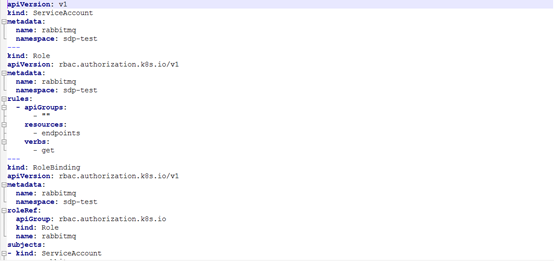 apiVersion: v1
kind: ServiceAccount
metadata:
  name: rabbitmq
  namespace: sdp-test
---
kind: Role
apiVersion: rbac.authorization.k8s.io/v1
metadata:
  name: rabbitmq
  namespace: sdp-test
rules:
  - apiGroups:
      - ""
    resources:
      - endpoints
    verbs:
      - get
---
kind: RoleBinding
apiVersion: rbac.authorization.k8s.io/v1
metadata:
  name: rabbitmq
  namespace: sdp-test
roleRef:
  apiGroup: rbac.authorization.k8s.io
  kind: Role
  name: rabbitmq
subjects:
- kind: ServiceAccount